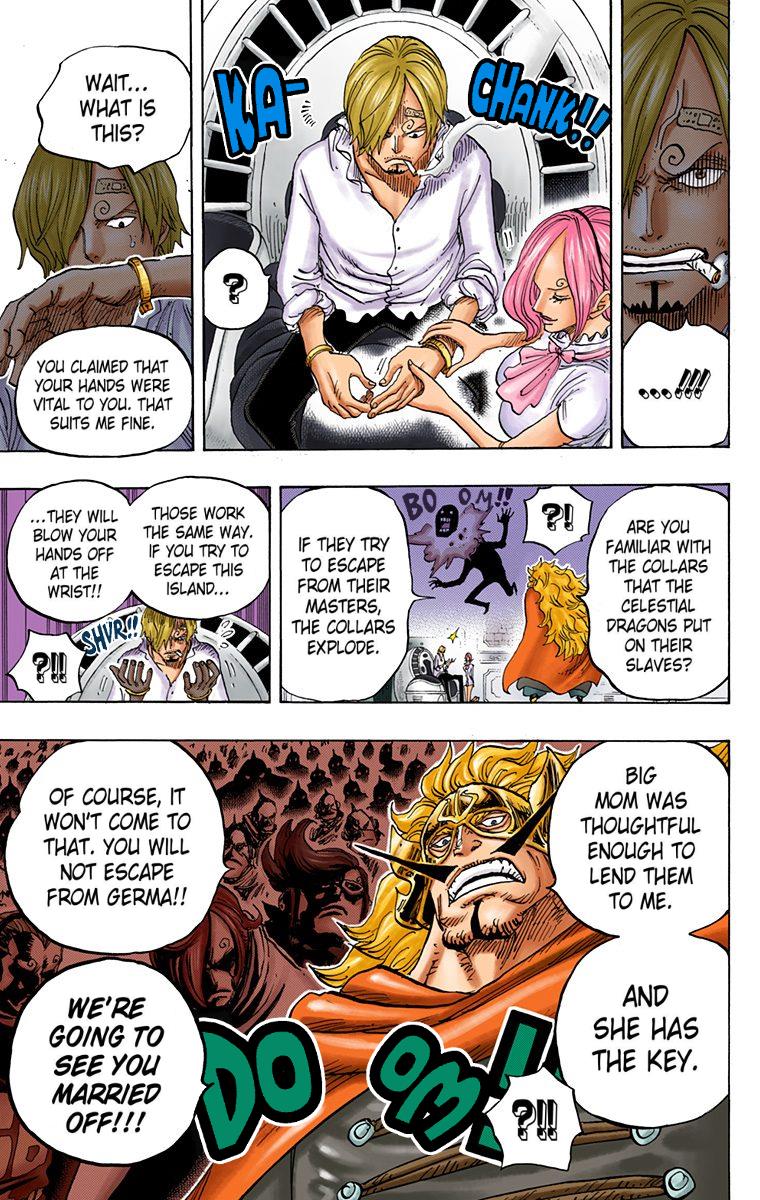 ...!!!
KA-
CHANK!!
?
WAIT...
WHAT IS
THIS?
YOU CLAIMED THAT
YOUR HANDS WERE
VITAL TO YOU. THAT
SUITS ME FINE.
ARE YOU
FAMILIAR WITH
THE COLLARS
THAT THE
CELESTIAL
DRAGONS PUT
ON THEIR
SLAVES?
?!
BOOM!!
IF THEY TRY
TO ESCAPE
FROM THEIR
MASTERS,
THE COLLARS
EXPLODE.
THOSE WORK
THE SAME WAY.
IF YOU TRY TO
ESCAPE THIS
ISLAND...
...THEY WILL
BLOW YOUR
HANDS OFF
AT THE
WRIST!!
SHVR!!
?!!
BIG
MOM WAS
THOUGHTFUL
ENOUGH TO
LEND THEM
TO ME.
AND
SHE HAS
THE KEY.
?!!
OF COURSE, IT
WON'T COME TO
THAT. YOU WILL
NOT ESCAPE
FROM GERMA!!
WE'RE
GOING TO
SEE YOU
MARRIED
OFF!!!
DOOM!